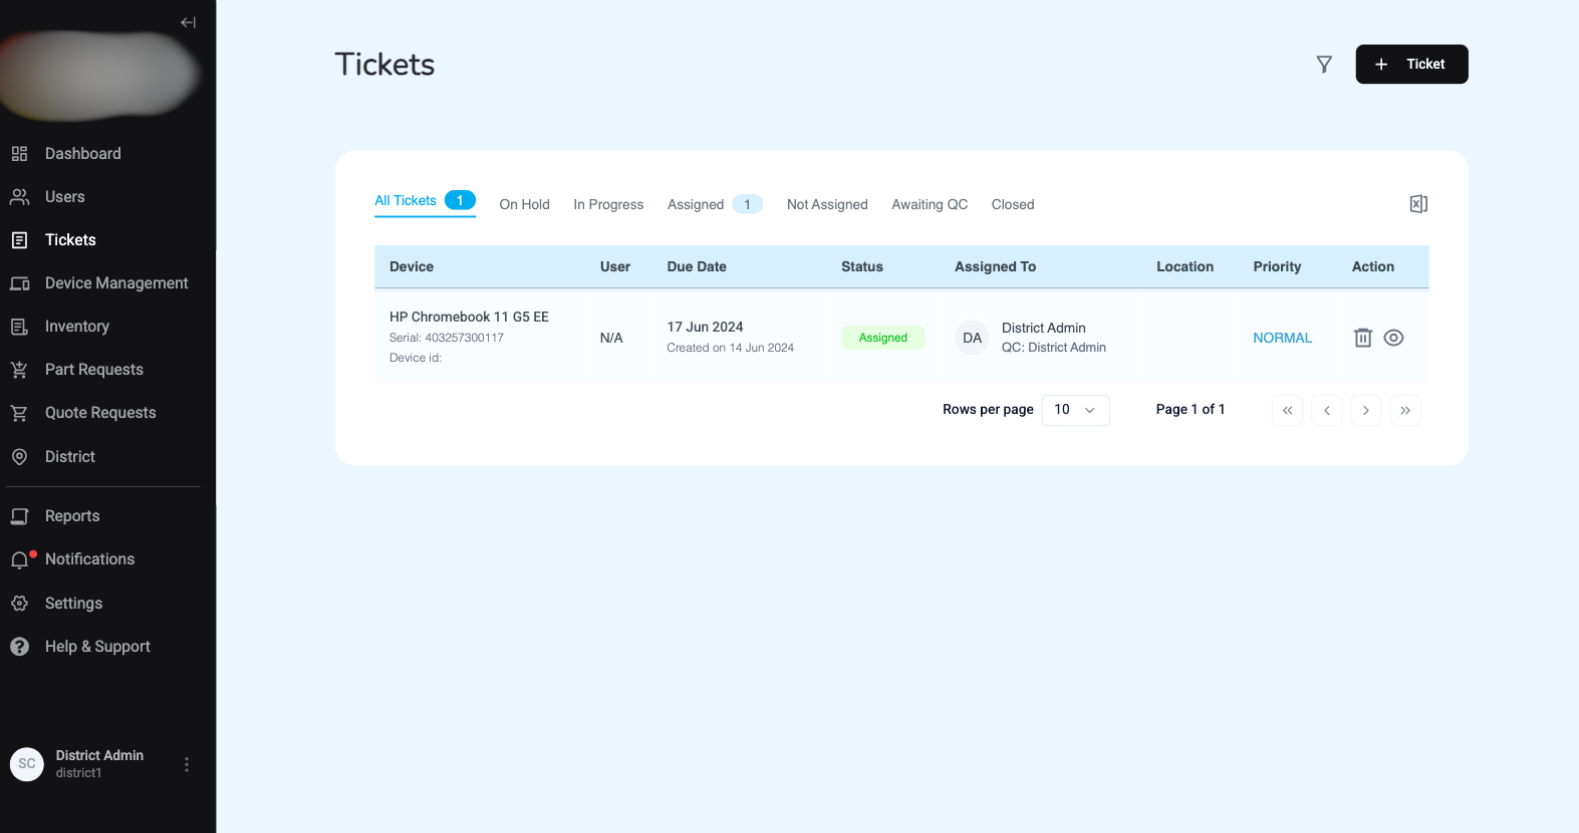 Dashboard
Users
Tickets
Device Management
Inventory
Part Requests
Quote Requests
District
Reports
Notifications
Settings
Help & Support
SC
District Admin
district1
Tickets
+ Ticket
All Tickets 1 On Hold In Progress Assigned 1 Not Assigned Awaiting QC Closed
Device User Due Date Status Assigned To Location Priority Action
HP Chromebook 11 G5 EE
Serial: 403257300117
Device id:
N/A
17 Jun 2024
Created on 14 Jun 2024
Assigned
DA
District Admin
QC: District Admin
NORMAL
Rows per page 10 Page 1 of 1